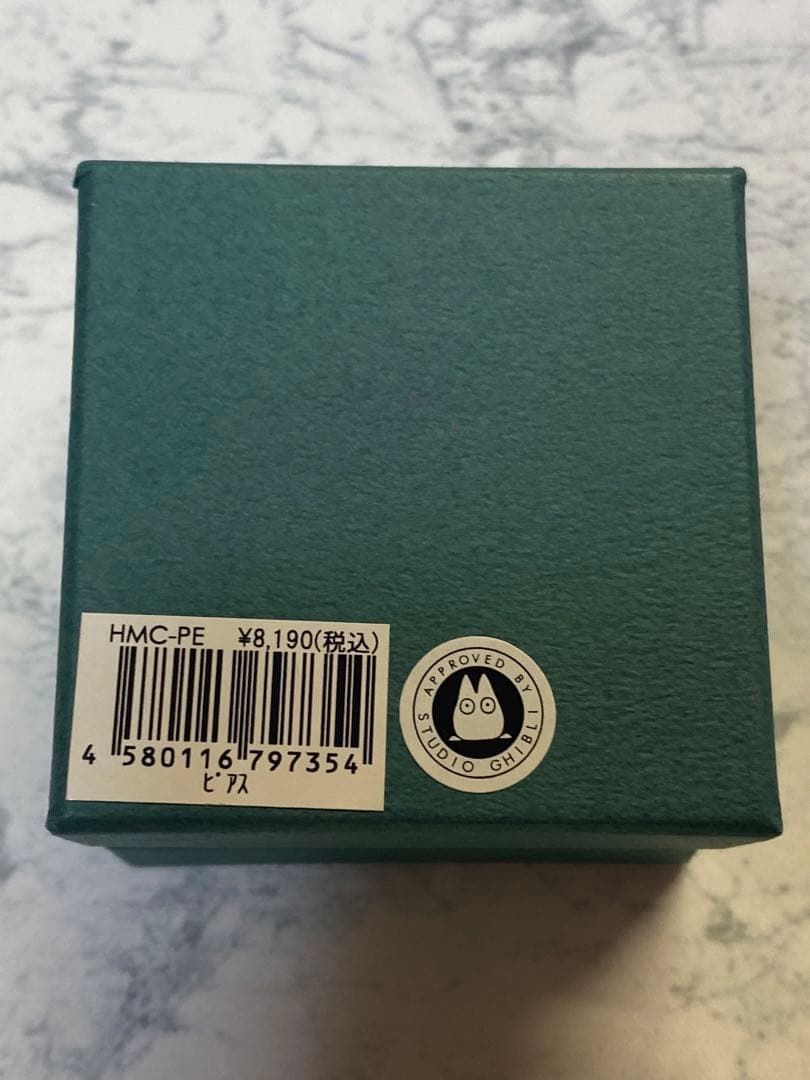 HMC-PE ¥8,190(税込)
4 580116 797354
ﾋﾟｱｽ
APPROVED BY
STUDIO GHIBLI